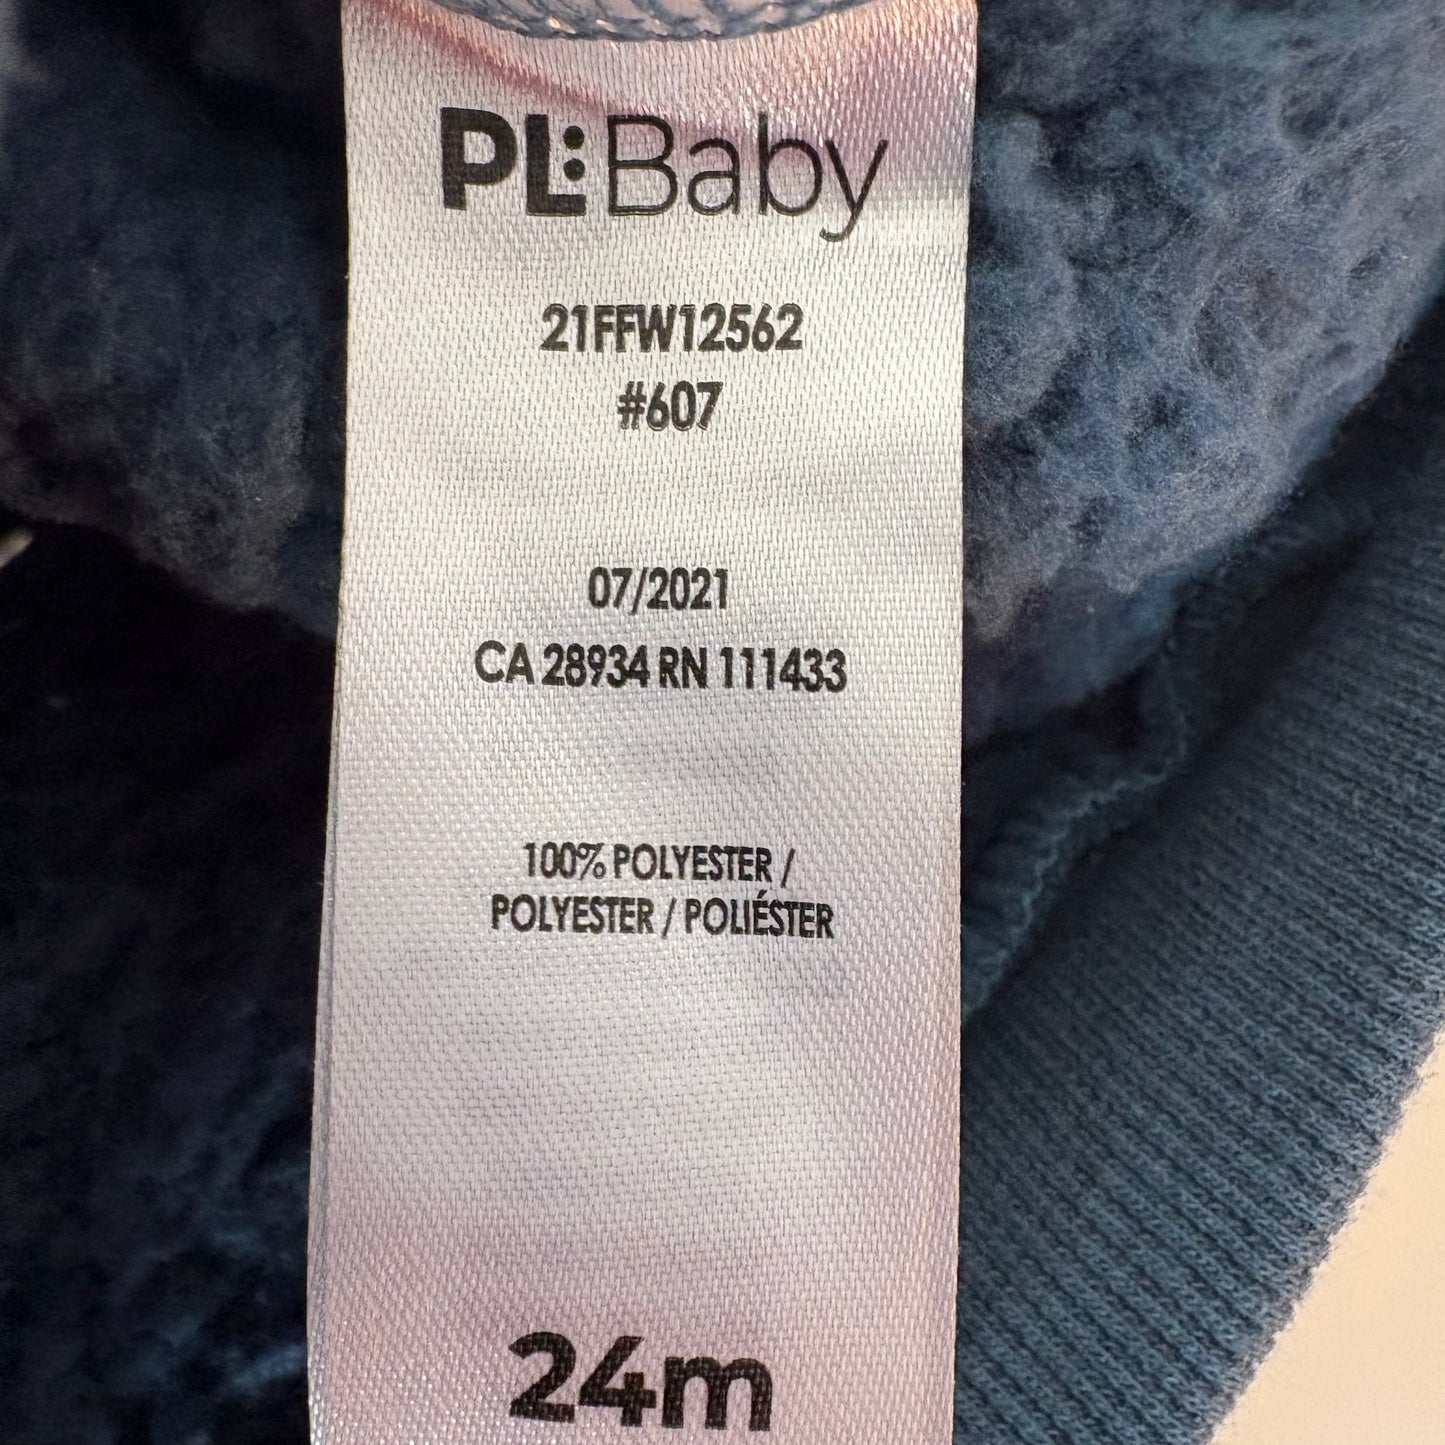 PL:Baby
21FFW12562
#607
07/2021
CA 28934 RN 111433
100% POLYESTER /
POLYESTER / POLIÉSTER
24m